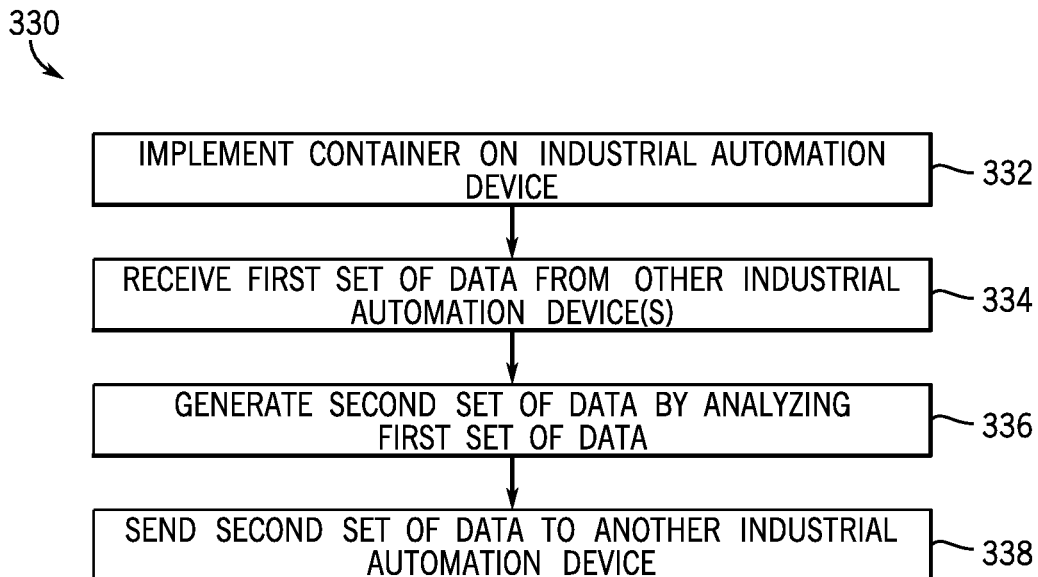 330
IMPLEMENT CONTAINER ON INDUSTRIAL AUTOMATION
DEVICE
332
RECEIVE FIRST SET OF DATA FROM OTHER INDUSTRIAL
AUTOMATION DEVICE(S)
334
GENERATE SECOND SET OF DATA BY ANALYZING
FIRST SET OF DATA
336
SEND SECOND SET OF DATA TO ANOTHER INDUSTRIAL
AUTOMATION DEVICE
338